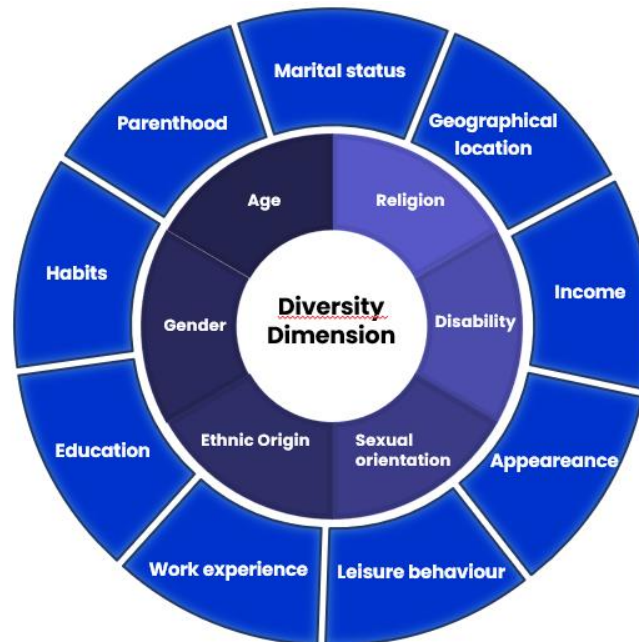 Marital status
Geographical
location
Income
Appeareance
Leisure behaviour
Work experience
Education
Habits
Parenthood
Age
Religion
Disability
Sexual
orientation
Ethnic Origin
Gender
Diversity
Dimension